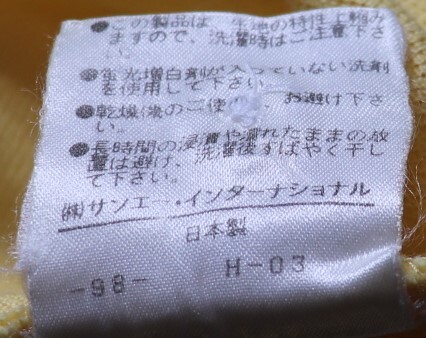 ●この製品は、生地の特性上縮み
ますので、洗濯時はご注意下さ
い。
●蛍光増白剤が入っていない洗剤
を使用して下さい。
●乾燥機のご使用は、お避け下さ
い。
●長時間の浸漬や濡れたままの放
置は避け、洗濯後すばやく干し
て下さい。
㈱サンエー・インターナショナル
日本製
-98- H-03